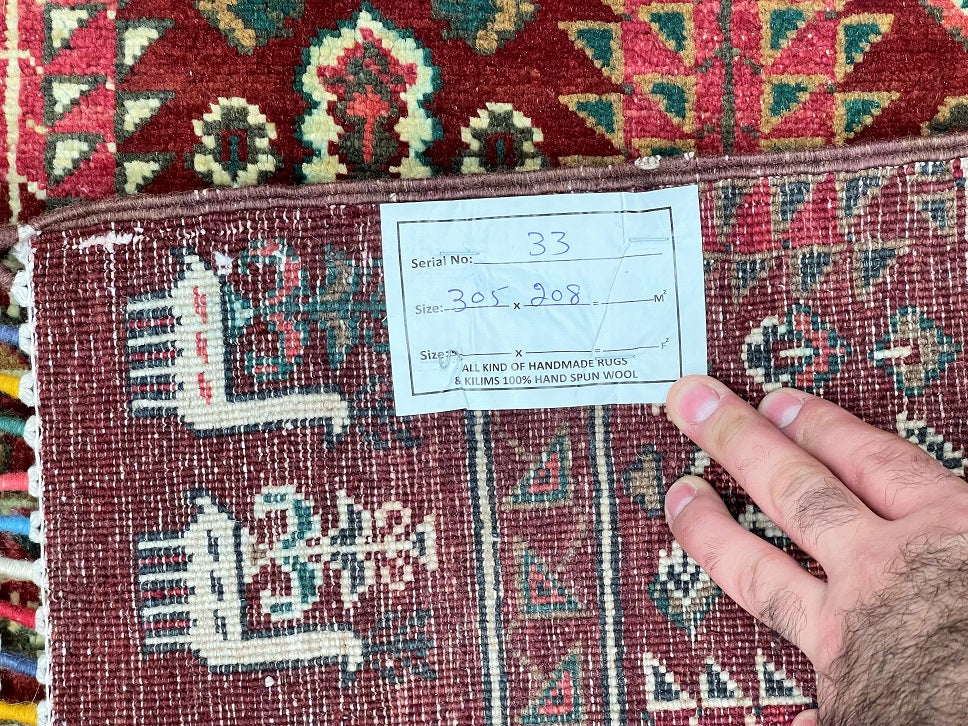 Serial No: 33
Size: 305 x 208 = M²
Size: x = F²
ALL KIND OF HANDMADE RUGS
& KILIMS 100% HAND SPUN WOOL